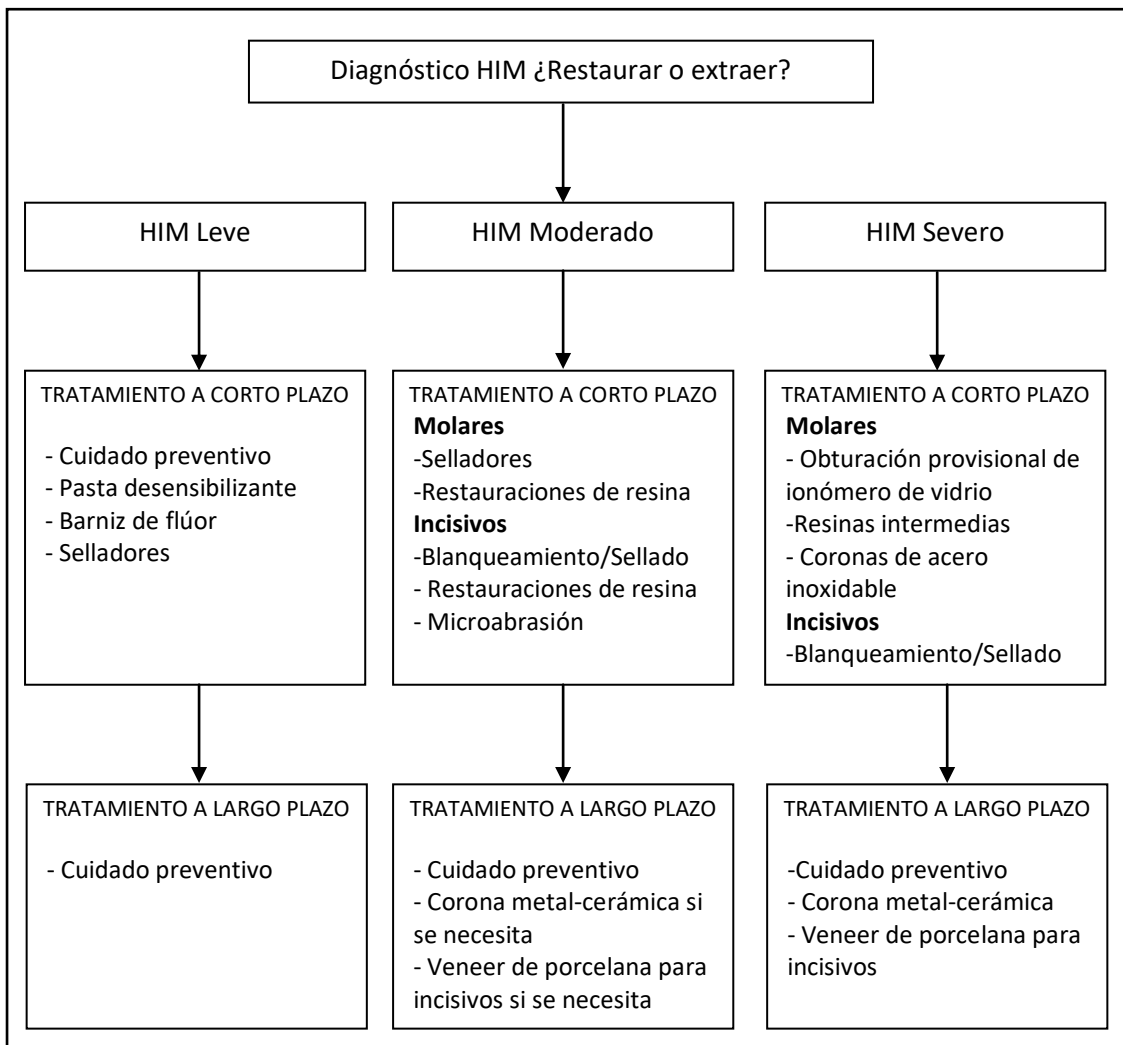 Diagnóstico HIM ¿Restaurar o extraer?
HIM Leve
HIM Moderado
HIM Severo
TRATAMIENTO A CORTO PLAZO
- Cuidado preventivo
- Pasta desensibilizante
- Barniz de flúor
- Selladores
TRATAMIENTO A CORTO PLAZO
Molares
-Selladores
-Restauraciones de resina
Incisivos
-Blanqueamiento/Sellado
- Restauraciones de resina
- Microabrasión
TRATAMIENTO A CORTO PLAZO
Molares
- Obturación provisional de
ionómero de vidrio
-Resinas intermedias
- Coronas de acero
inoxidable
Incisivos
-Blanqueamiento/Sellado
TRATAMIENTO A LARGO PLAZO
- Cuidado preventivo
TRATAMIENTO A LARGO PLAZO
- Cuidado preventivo
- Corona metal-cerámica si
se necesita
- Veneer de porcelana para
incisivos si se necesita
TRATAMIENTO A LARGO PLAZO
-Cuidado preventivo
- Corona metal-cerámica
- Veneer de porcelana para
incisivos